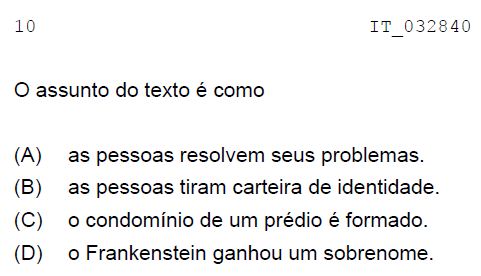 10 IT_032840
O assunto do texto é como
(A) as pessoas resolvem seus problemas.
(B) as pessoas tiram carteira de identidade.
(C) o condomínio de um prédio é formado.
(D) o Frankenstein ganhou um sobrenome.